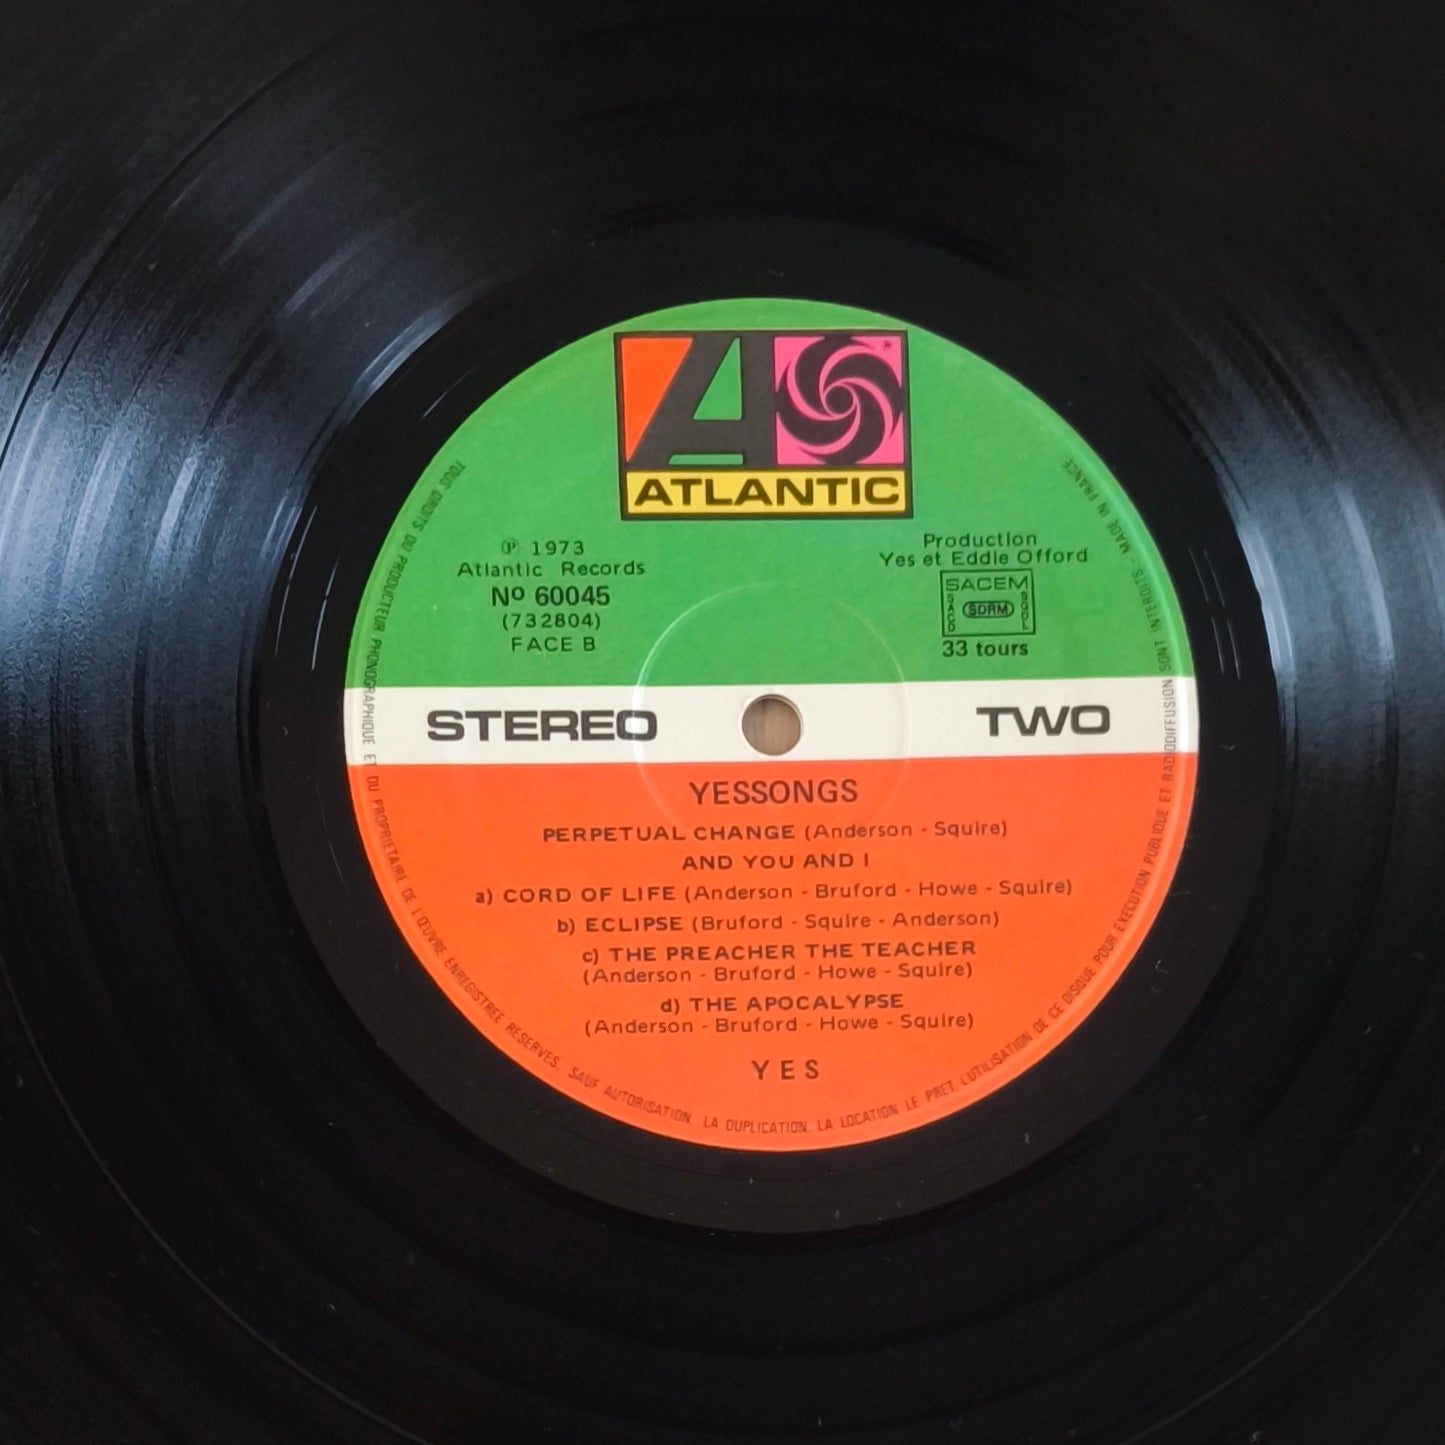 ATLANTIC
®
℗ 1973
Atlantic Records
Nº 60045
(732804)
FACE B
Production
Yes et Eddie Offord
SACEM
SACD
SDRM
SGDL
33 tours
STEREO
TWO
YESSONGS
PERPETUAL CHANGE (Anderson - Squire)
AND YOU AND I
a) CORD OF LIFE (Anderson - Bruford - Howe - Squire)
b) ECLIPSE (Bruford - Squire - Anderson)
c) THE PREACHER THE TEACHER
(Anderson - Bruford - Howe - Squire)
d) THE APOCALYPSE
(Anderson - Bruford - Howe - Squire)
YES
TOUS DROITS DU PRODUCTEUR PHONOGRAPHIQUE ET DU PROPRIETAIRE DE L'ŒUVRE ENREGISTREE RESERVES. SAUF AUTORISATION LA DUPLICATION, LA LOCATION LE PRET L'UTILISATION DE CE DISQUE POUR EXECUTION PUBLIQUE ET RADIODIFFUSION SONT INTERDITS - MADE IN FRANCE